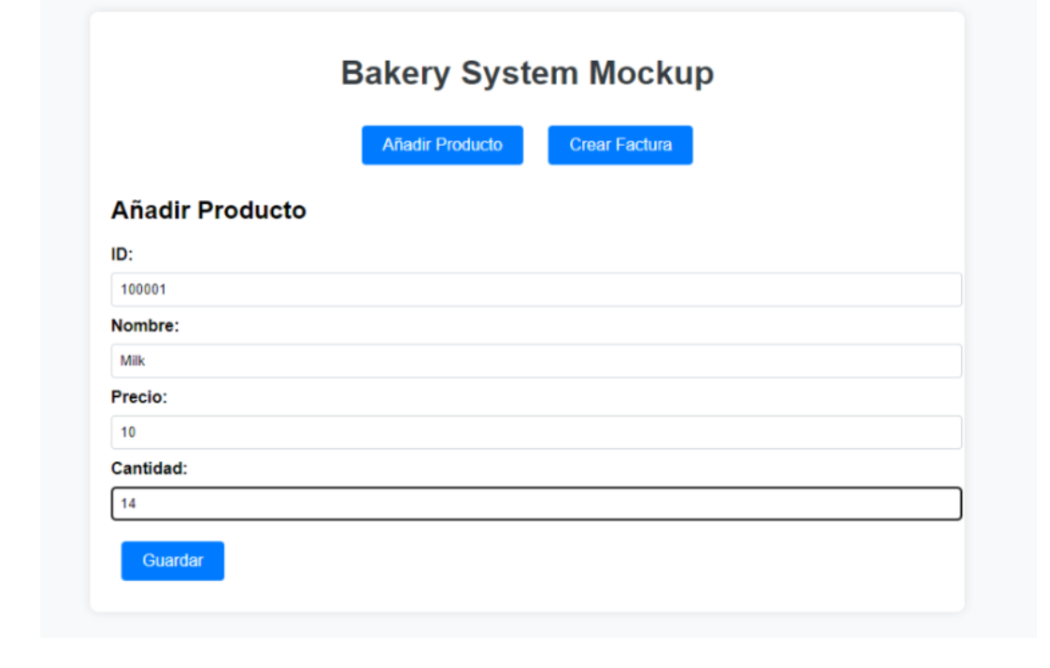 Bakery System Mockup
Añadir Producto Crear Factura
Añadir Producto
ID:
100001
Nombre:
Milk
Precio:
10
Cantidad:
14
Guardar